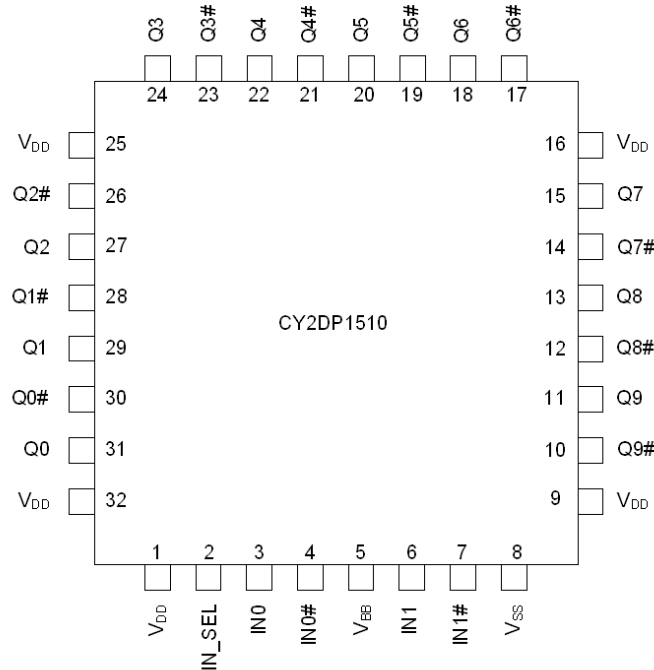 Q3 Q3# Q4 Q4# Q5 Q5# Q6 Q6#
24 23 22 21 20 19 18 17
VDD 25 16 VDD
Q2# 26 15 Q7
Q2 27 14 Q7#
Q1# 28 13 Q8
CY2DP1510
Q1 29 12 Q8#
Q0# 30 11 Q9
Q0 31 10 Q9#
VDD 32 9 VDD
1 2 3 4 5 6 7 8
VDD IN_SEL IN0 IN0# VBB IN1 IN1# VSS